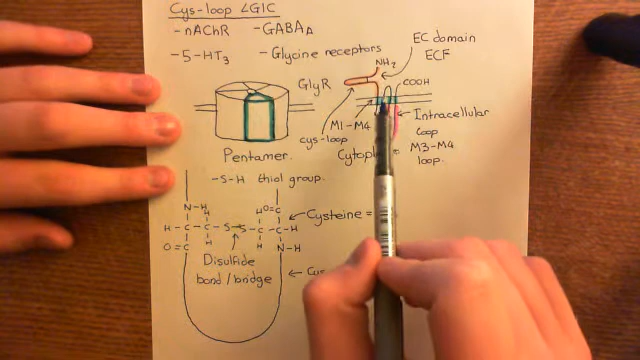 Cys-loop LGIC
-nAChR -GABAA
-5-HT3 -Glycine receptors
EC domain
ECF
NH2
GlyR
COOH
M1-M4
Intracellular
loop
M3-M4
loop.
cys-loop
Pentamer.
-S-H thiol group.
N-H
H
HO=C
H-C-C-S-S-C-C-H
Cysteine =
O=C
H
H
N-H
Disulfide
bond/bridge